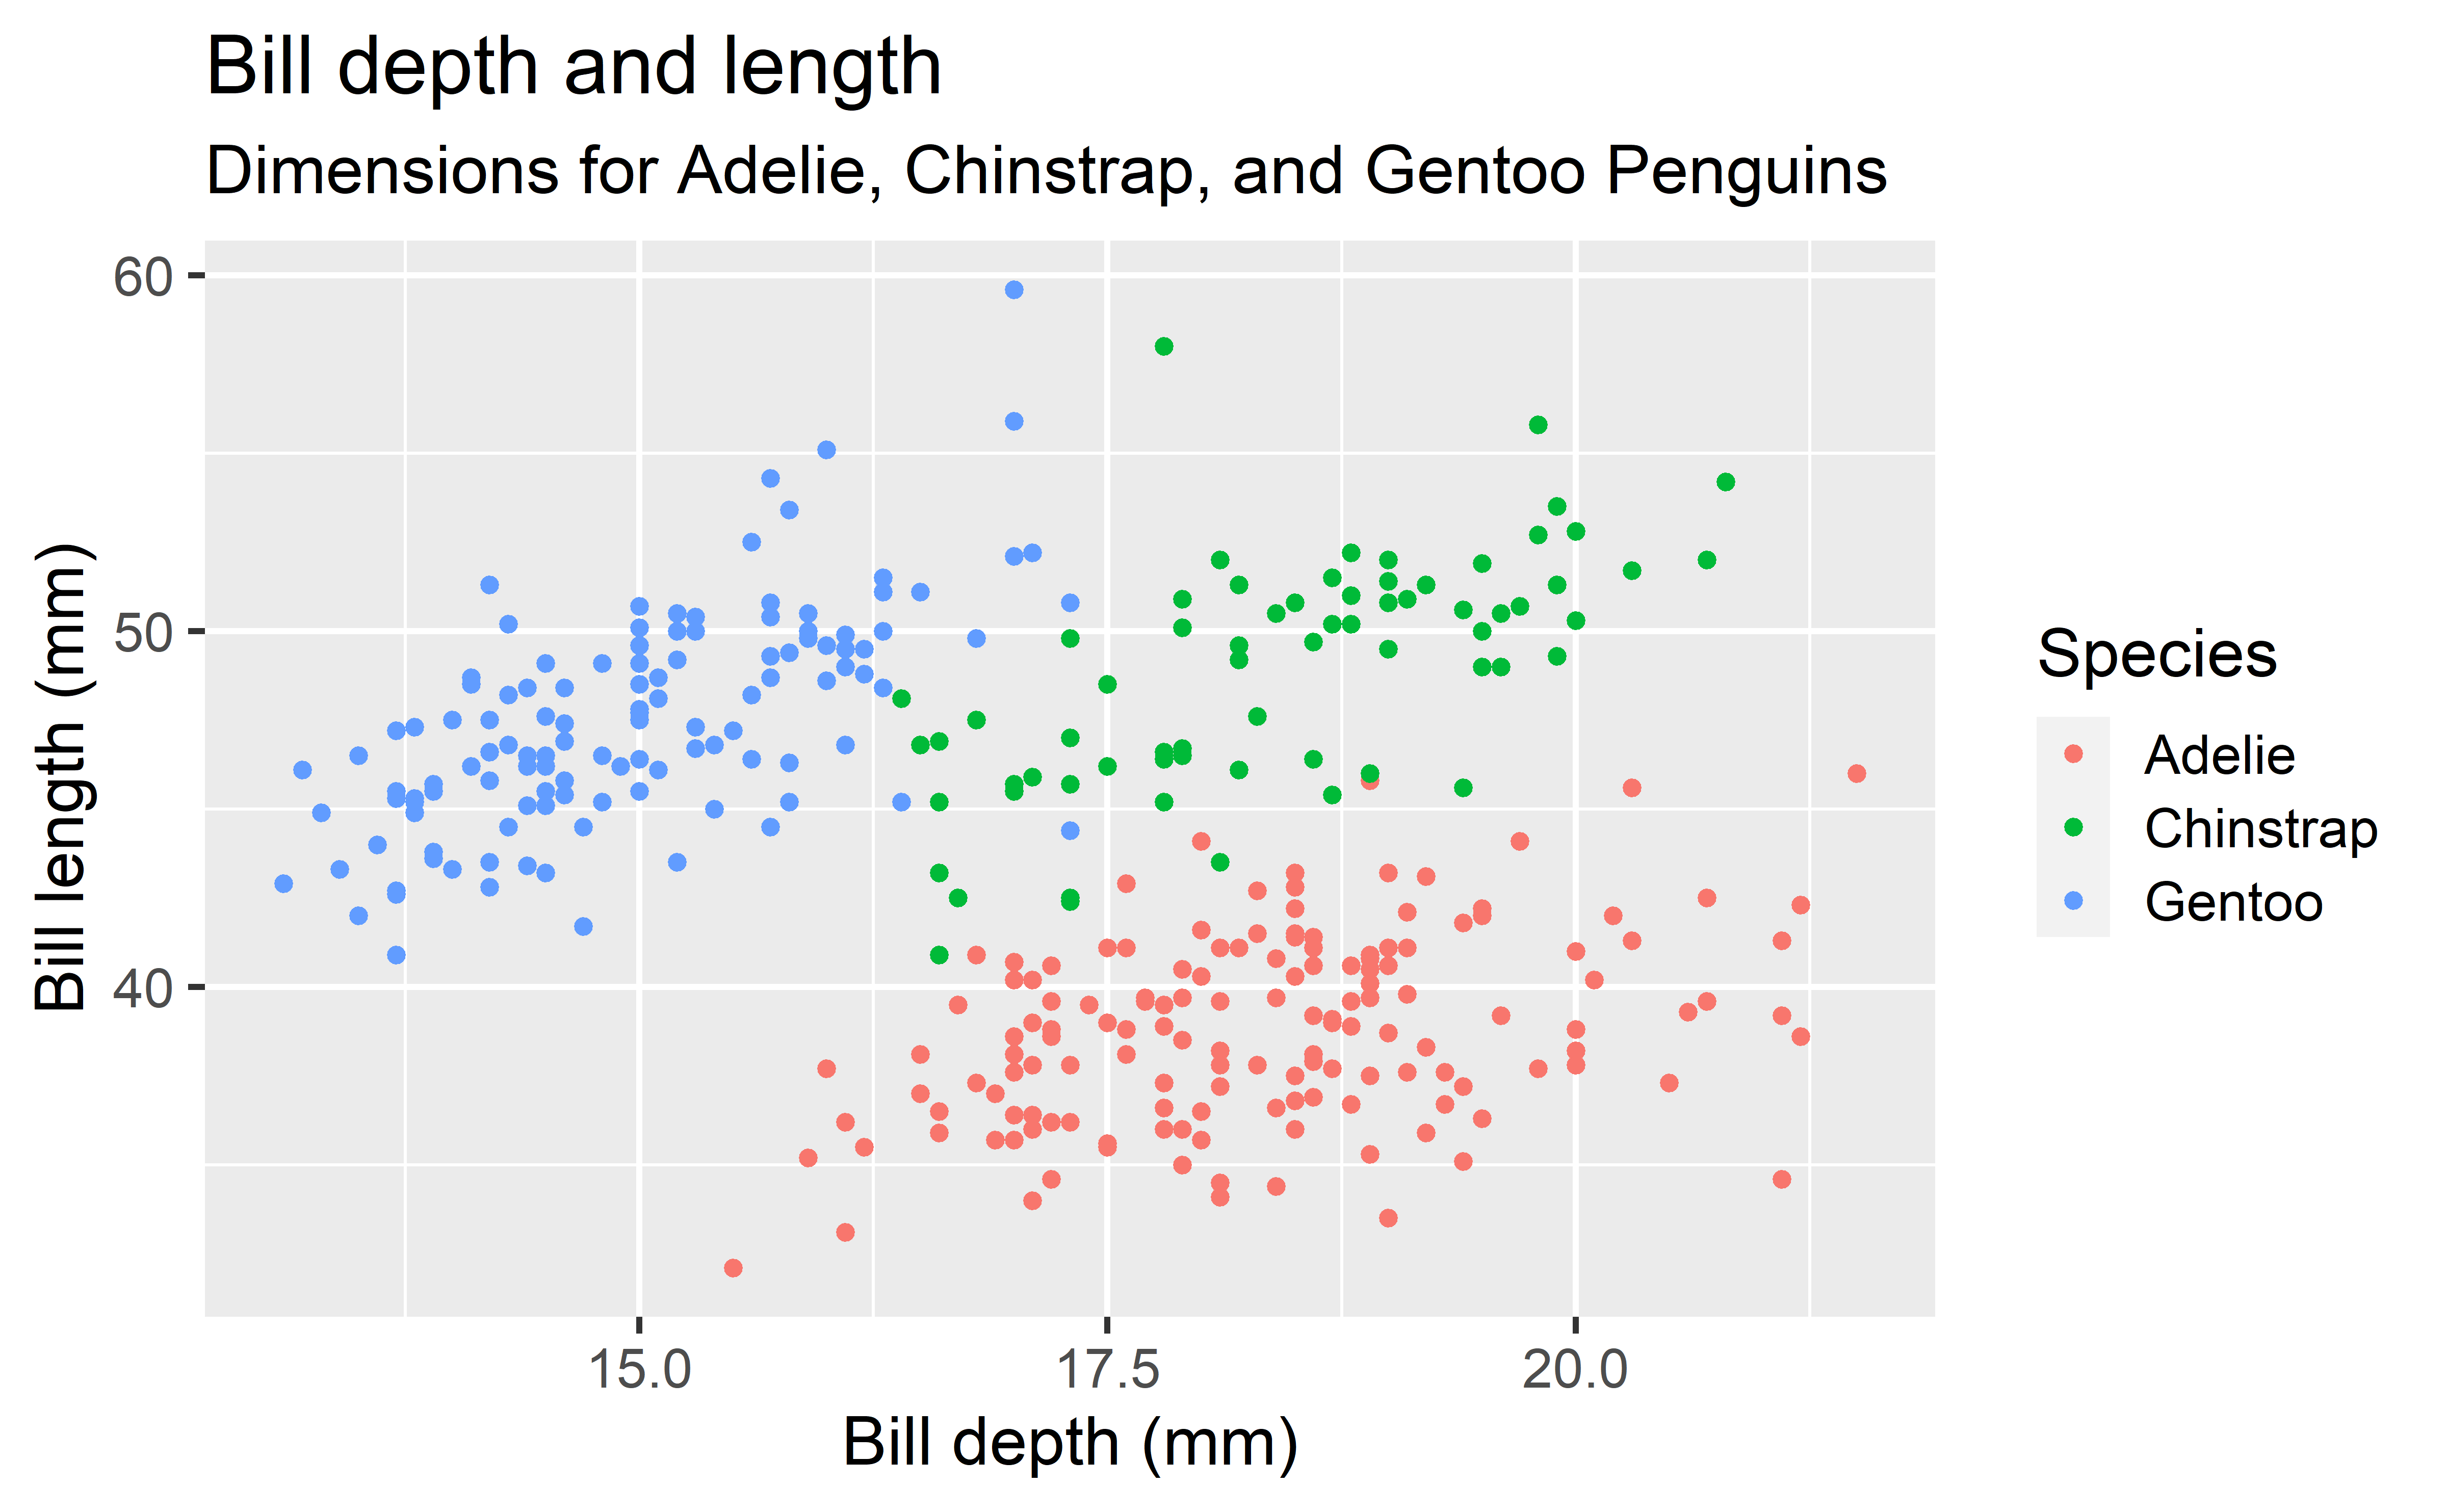 Bill depth and length
Dimensions for Adelie, Chinstrap, and Gentoo Penguins
60
50
40
Bill length (mm)
15.0 17.5 20.0
Bill depth (mm)
Species
Adelie
Chinstrap
Gentoo